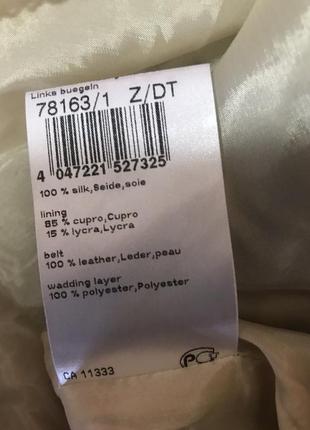 Links buegeln
78163/1 Z/DT
4 047221 527325
100 % silk,Seide,soie
lining
85 % cupro,Cupro
15 % lycra,Lycra
belt
100 % leather,Leder,peau
wadding layer
100 % polyester,Polyester
CA 11333